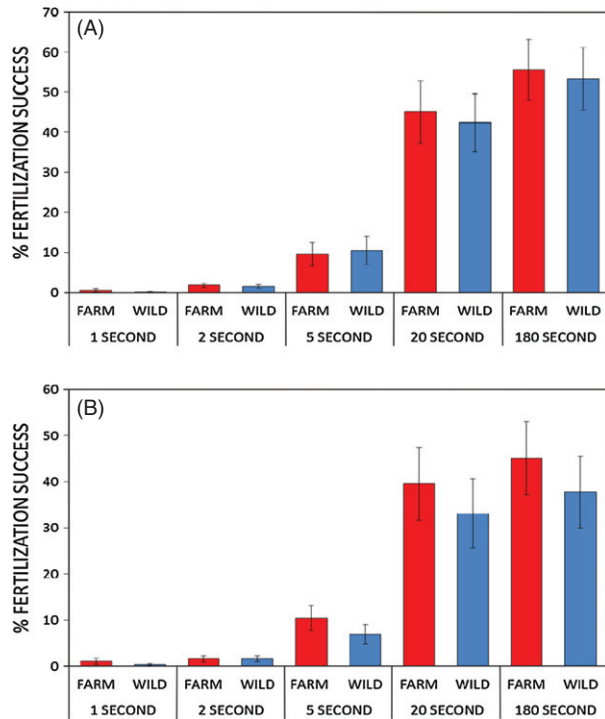 (A)
% FERTILIZATION SUCCESS
70
60
50
40
30
20
10
0
FARM WILD FARM WILD FARM WILD FARM WILD FARM WILD
1 SECOND 2 SECOND 5 SECOND 20 SECOND 180 SECOND
(B)
% FERTILIZATION SUCCESS
60
50
40
30
20
10
0
FARM WILD FARM WILD FARM WILD FARM WILD FARM WILD
1 SECOND 2 SECOND 5 SECOND 20 SECOND 180 SECOND